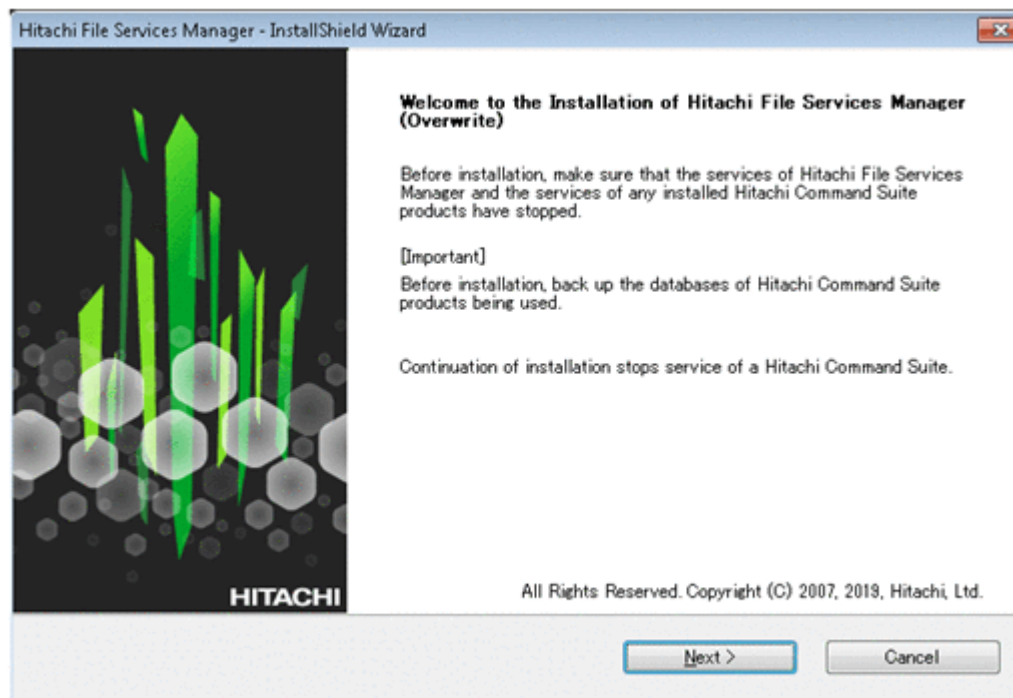 Hitachi File Services Manager - InstallShield Wizard
Welcome to the Installation of Hitachi File Services Manager
(Overwrite)
Before installation, make sure that the services of Hitachi File Services
Manager and the services of any installed Hitachi Command Suite
products have stopped.
[Important]
Before installation, back up the databases of Hitachi Command Suite
products being used.
Continuation of installation stops service of a Hitachi Command Suite.
HITACHI
All Rights Reserved. Copyright (C) 2007, 2019, Hitachi, Ltd.
Next >
Cancel